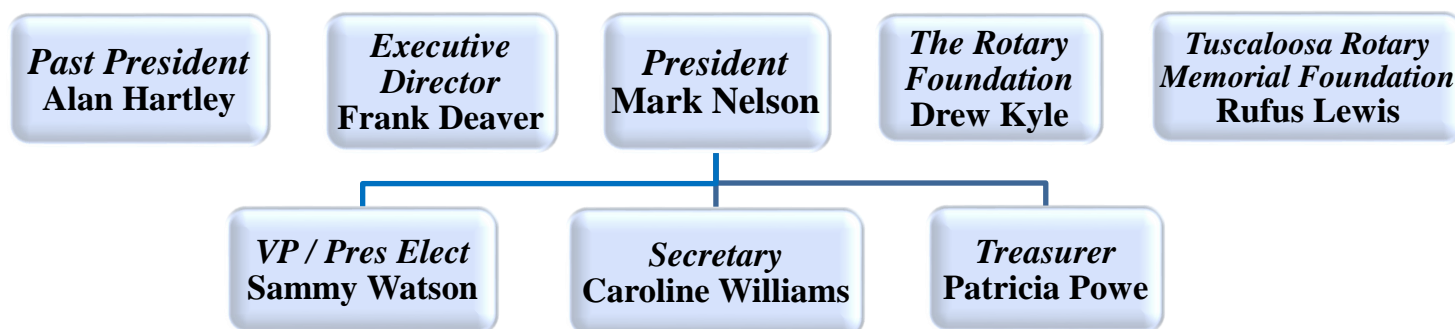 Past President
Alan Hartley
Executive
Director
Frank Deaver
President
Mark Nelson
The Rotary
Foundation
Drew Kyle
Tuscaloosa Rotary
Memorial Foundation
Rufus Lewis
VP / Pres Elect
Sammy Watson
Secretary
Caroline Williams
Treasurer
Patricia Powe